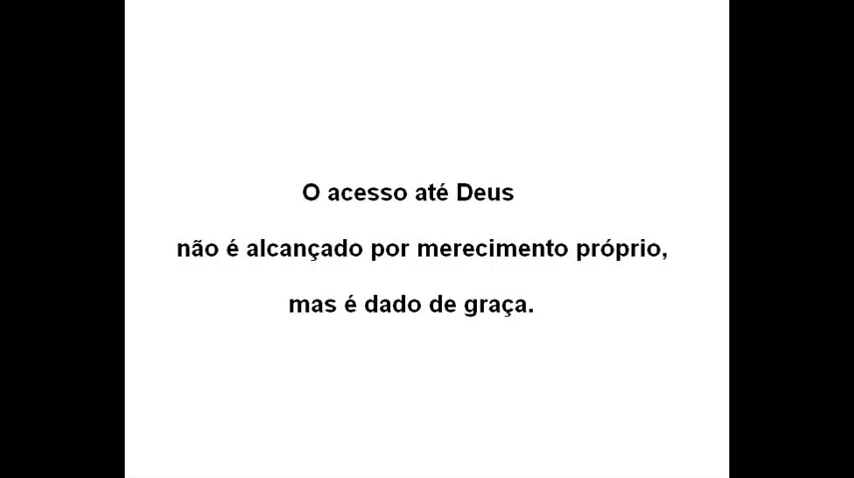 O acesso até Deus
não é alcançado por merecimento próprio,
mas é dado de graça.